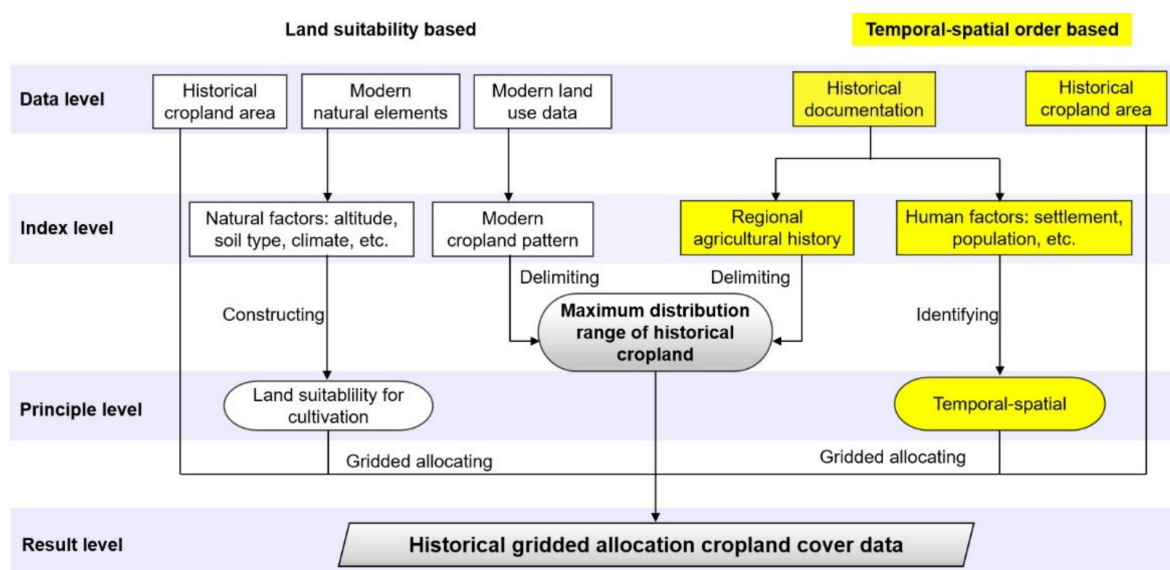 Land suitability based
Temporal-spatial order based
Data level
Historical
cropland area
Modern
natural elements
Modern land
use data
Historical
documentation
Historical
cropland area
Index level
Natural factors: altitude,
soil type, climate, etc.
Modern
cropland pattern
Regional
agricultural history
Human factors: settlement,
population, etc.
Delimiting
Delimiting
Constructing
Maximum distribution
range of historical
cropland
Identifying
Principle level
Land suitablility for
cultivation
Temporal-spatial
Gridded allocating
Gridded allocating
Result level
Historical gridded allocation cropland cover data